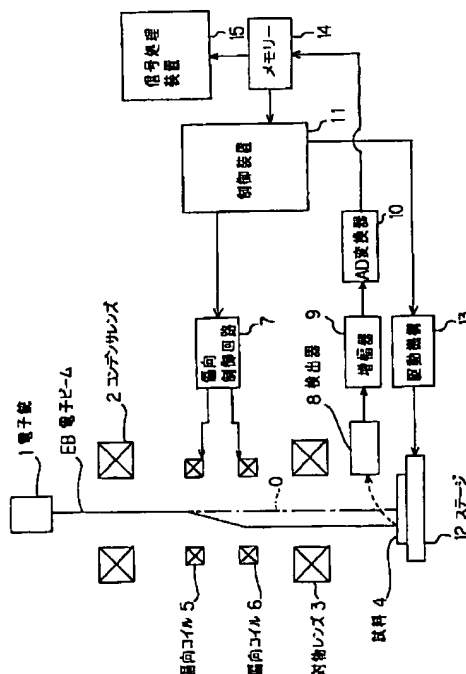 1 電子銃
EB 電子ビーム
2 コンデンサレンズ
偏向コイル 5
偏向コイル 6
対物レンズ 3
O
偏向
制御回路
7
8 検出器
試料 4
12 ステージ
増幅器
9
AD変換器
10
駆動機構
13
制御装置
11
メモリー
14
信号処理
装置
15